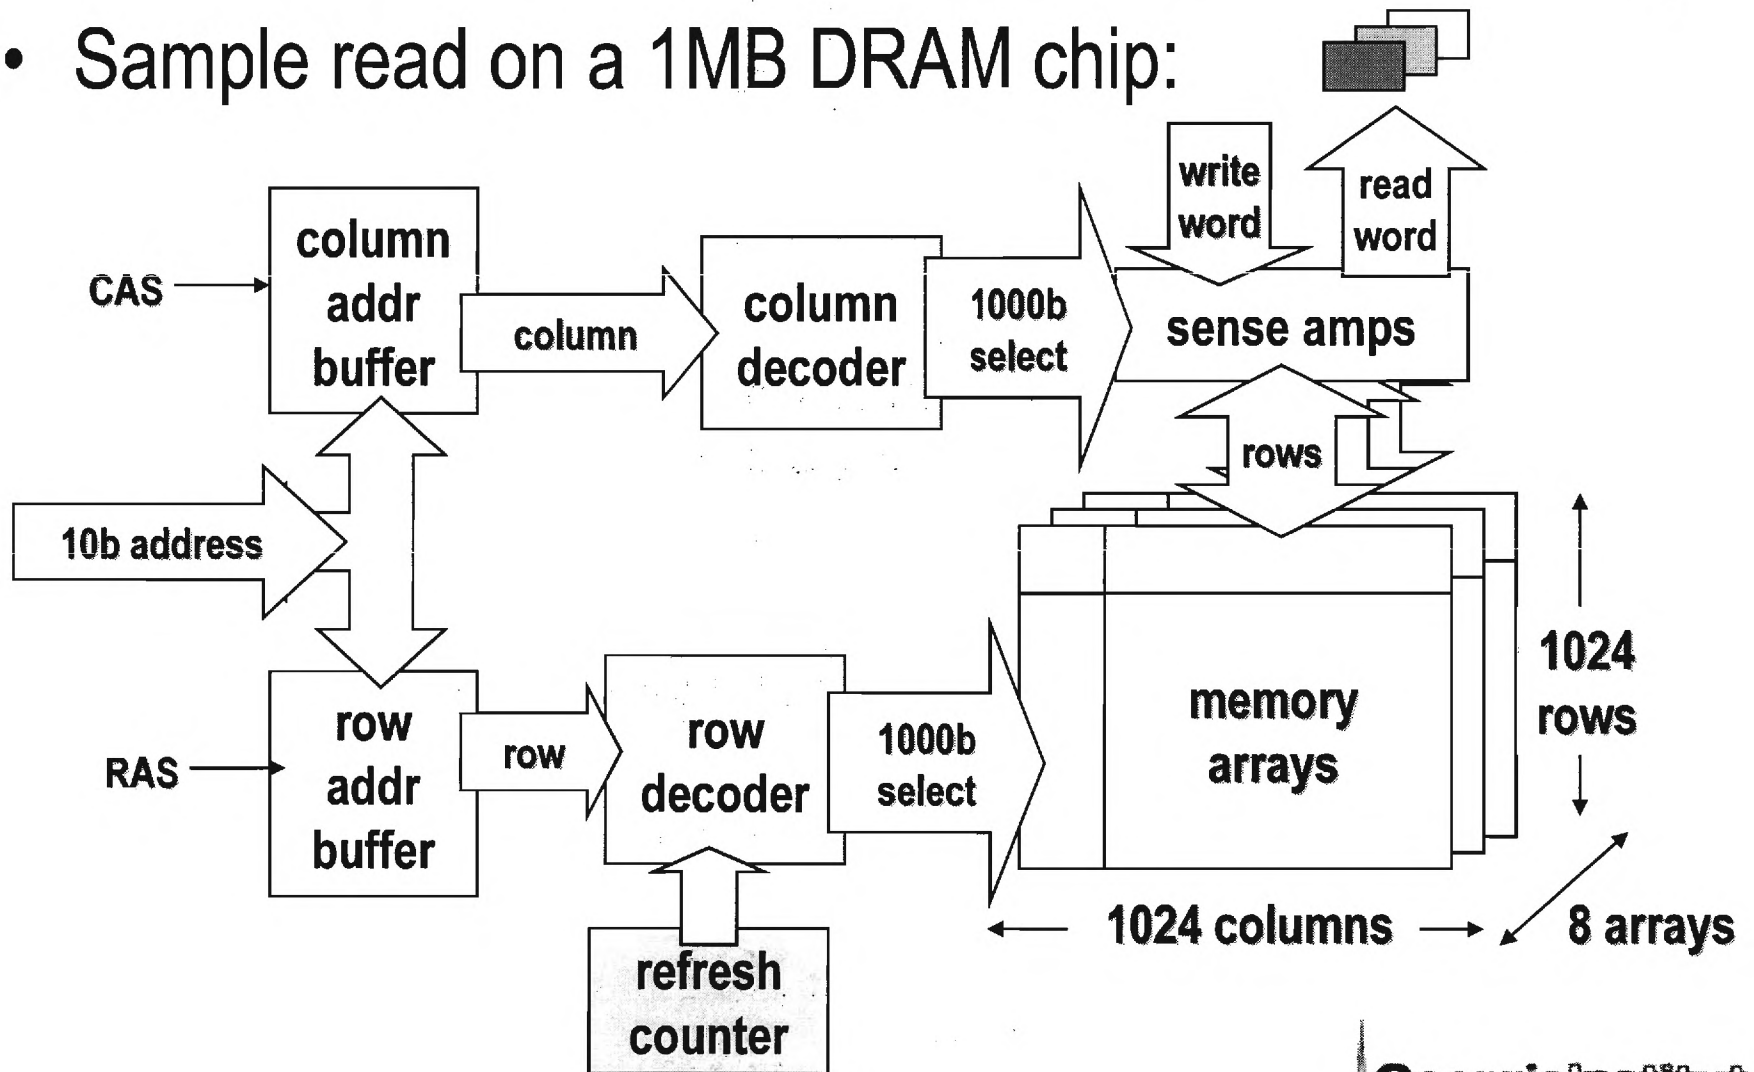 • Sample read on a 1MB DRAM chip:
write
word
read
word
column
addr
buffer
CAS
column
column
decoder
1000b
select
sense amps
rows
10b address
row
addr
buffer
RAS
row
row
decoder
1000b
select
memory
arrays
1024
rows
1024 columns
8 arrays
refresh
counter